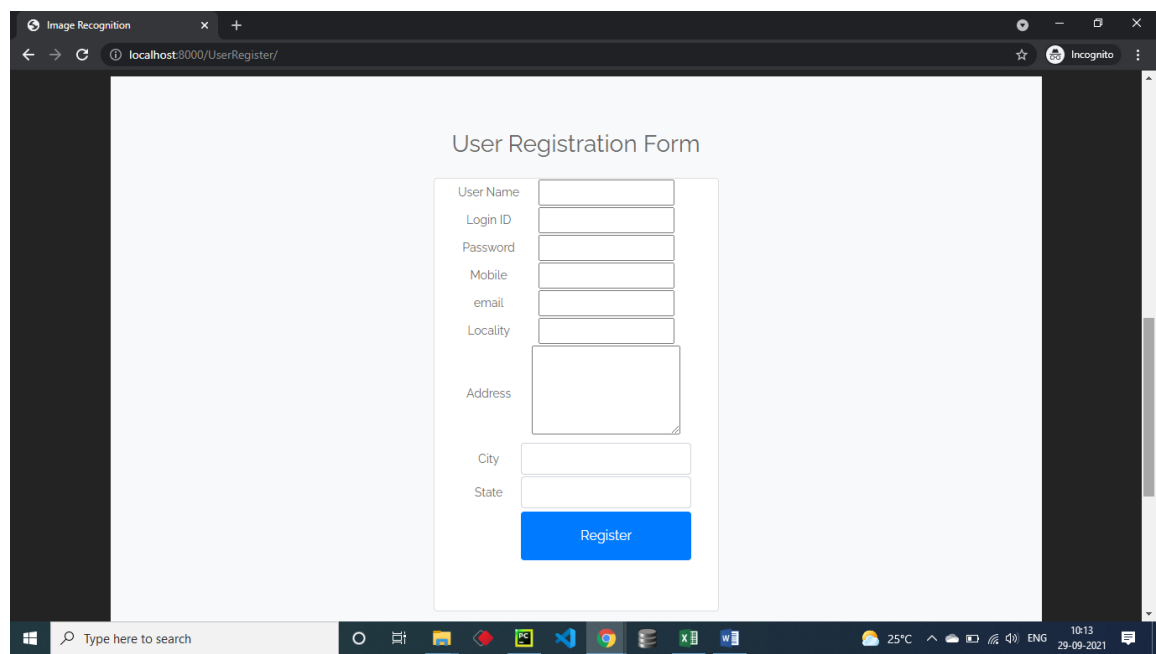 Image Recognition
localhost:8000/UserRegister/
Incognito
User Registration Form
User Name
Login ID
Password
Mobile
email
Locality
Address
City
State
Register
Type here to search
PC
25°C
ENG
10:13
29-09-2021